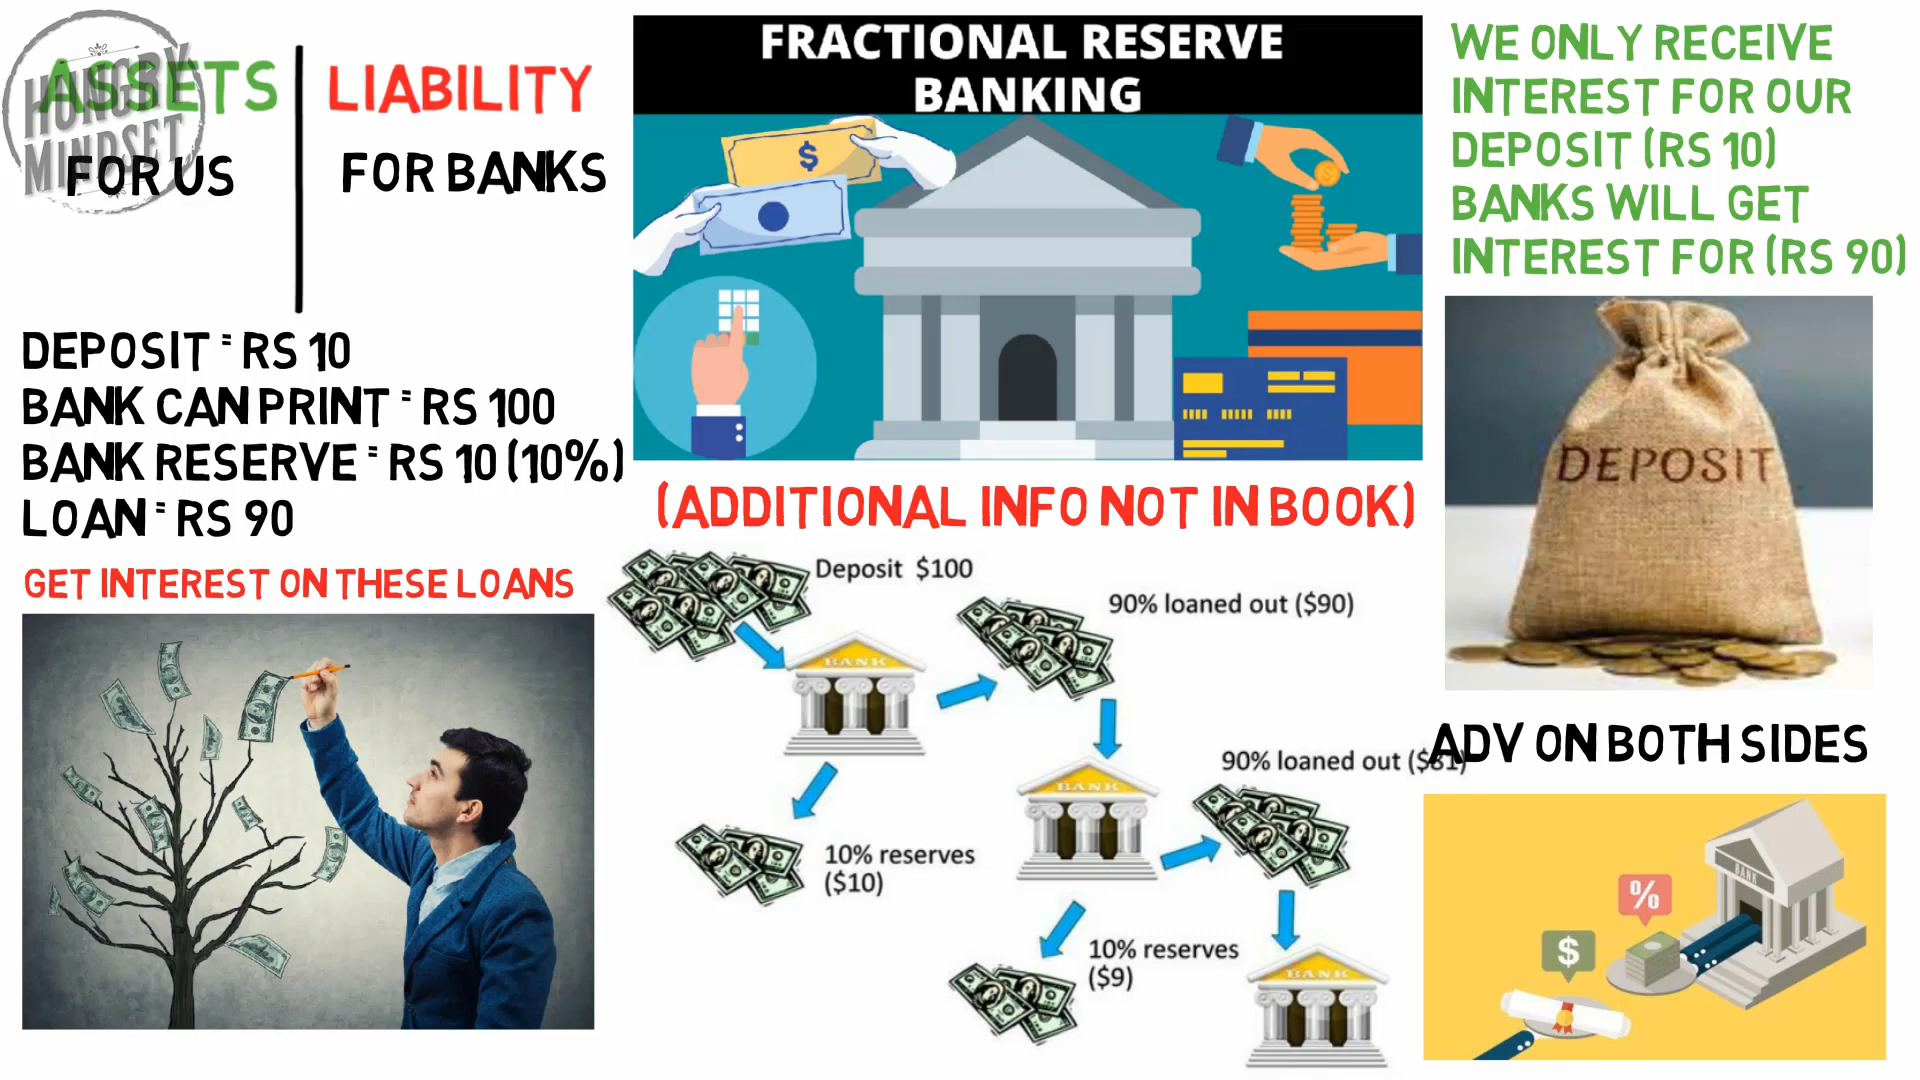 HUNGRY
MINDSET
ASSETS
FOR US
LIABILITY
FOR BANKS
DEPOSIT = RS 10
BANK CAN PRINT = RS 100
BANK RESERVE = RS 10 (10%)
LOAN = RS 90
GET INTEREST ON THESE LOANS
FRACTIONAL RESERVE
BANKING
$
(ADDITIONAL INFO NOT IN BOOK)
Deposit $100
90% loaned out ($90)
BANK
90% loaned out ($81)
BANK
10% reserves
($10)
10% reserves
($9)
BANK
WE ONLY RECEIVE
INTEREST FOR OUR
DEPOSIT (RS 10)
BANKS WILL GET
INTEREST FOR (RS 90)
DEPOSIT
ADV ON BOTH SIDES
BANK
%
$